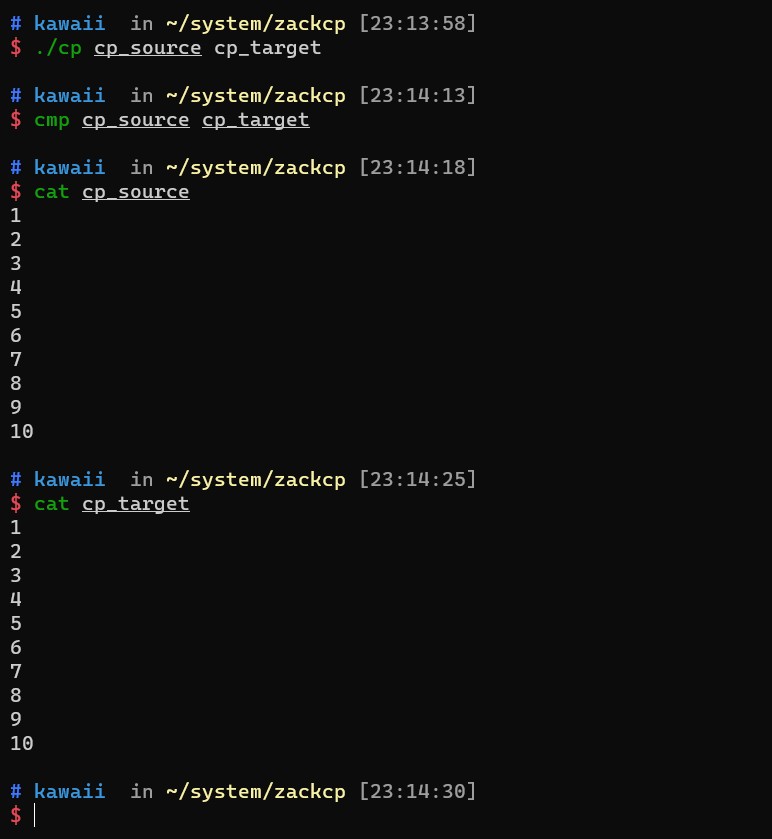 # kawaii  in ~/system/zackcp [23:13:58]
$ ./cp cp_source cp_target
# kawaii  in ~/system/zackcp [23:14:13]
$ cmp cp_source cp_target
# kawaii  in ~/system/zackcp [23:14:18]
$ cat cp_source
1
2
3
4
5
6
7
8
9
10
# kawaii  in ~/system/zackcp [23:14:25]
$ cat cp_target
1
2
3
4
5
6
7
8
9
10
# kawaii  in ~/system/zackcp [23:14:30]
$